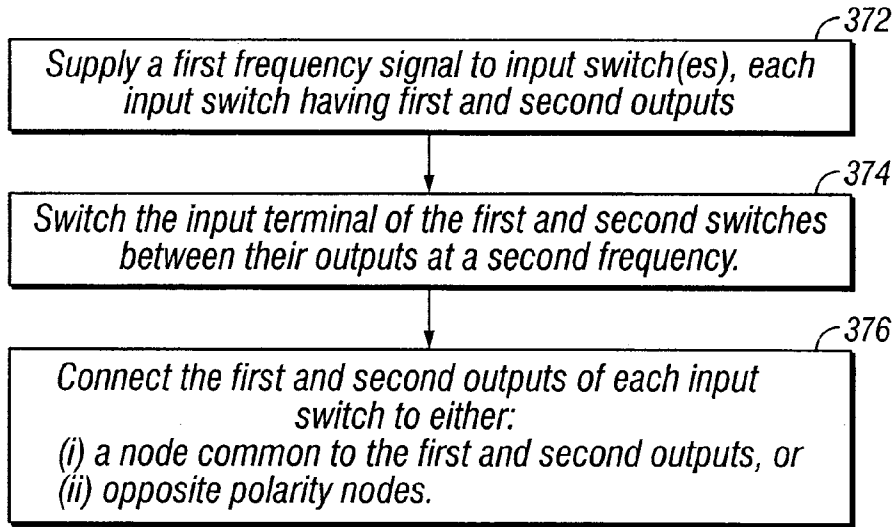 372
Supply a first frequency signal to input switch(es), each
input switch having first and second outputs
374
Switch the input terminal of the first and second switches
between their outputs at a second frequency.
376
Connect the first and second outputs of each input
switch to either:
(i) a node common to the first and second outputs, or
(ii) opposite polarity nodes.